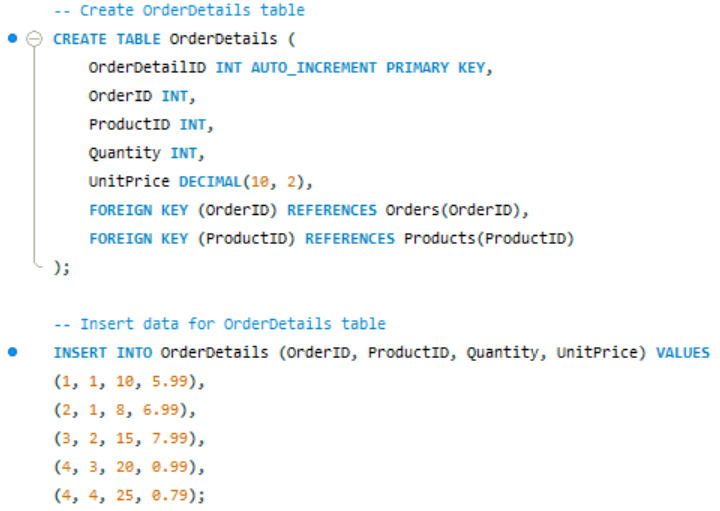 -- Create OrderDetails table
CREATE TABLE OrderDetails (
OrderDetailID INT AUTO_INCREMENT PRIMARY KEY,
OrderID INT,
ProductID INT,
Quantity INT,
UnitPrice DECIMAL(10, 2),
FOREIGN KEY (OrderID) REFERENCES Orders(OrderID),
FOREIGN KEY (ProductID) REFERENCES Products(ProductID)
);
-- Insert data for OrderDetails table
INSERT INTO OrderDetails (OrderID, ProductID, Quantity, UnitPrice) VALUES
(1, 1, 10, 5.99),
(2, 1, 8, 6.99),
(3, 2, 15, 7.99),
(4, 3, 20, 0.99),
(4, 4, 25, 0.79);